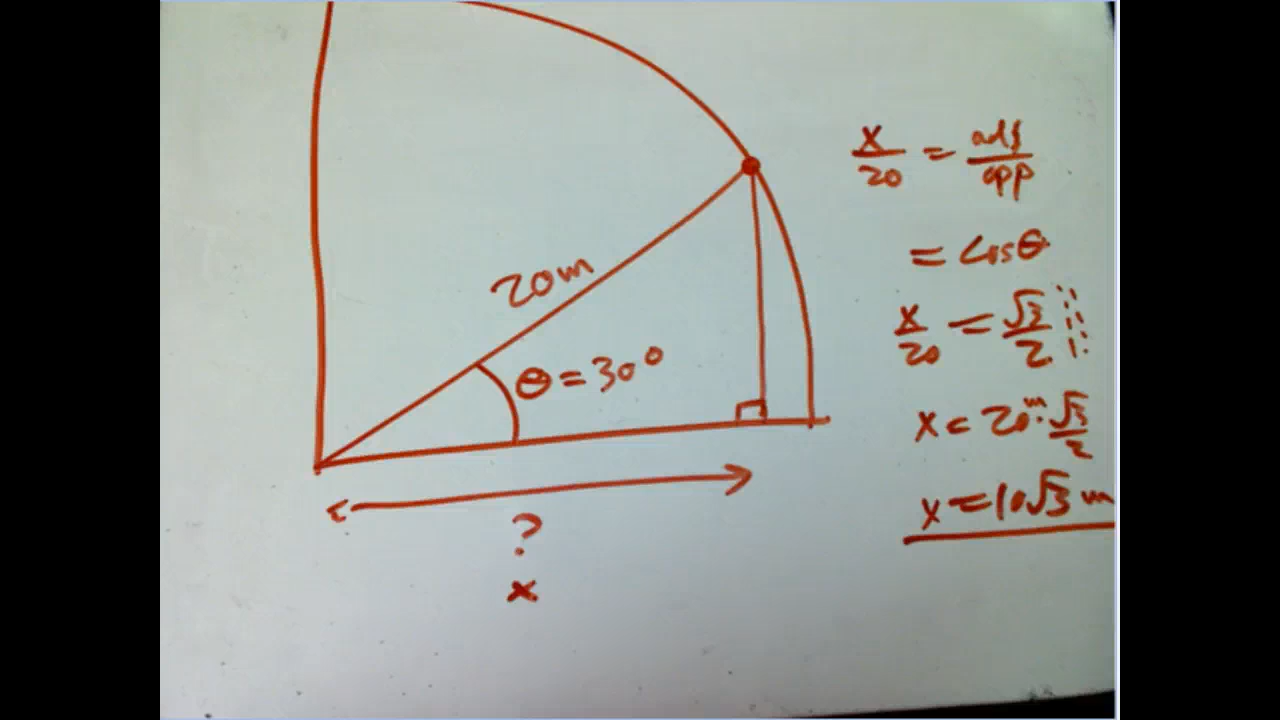 20m
θ = 30°
?
x
x/20 = adj/opp
= cosθ
x/20 = √3/2
x = 20m · √3/2
x = 10√3 m